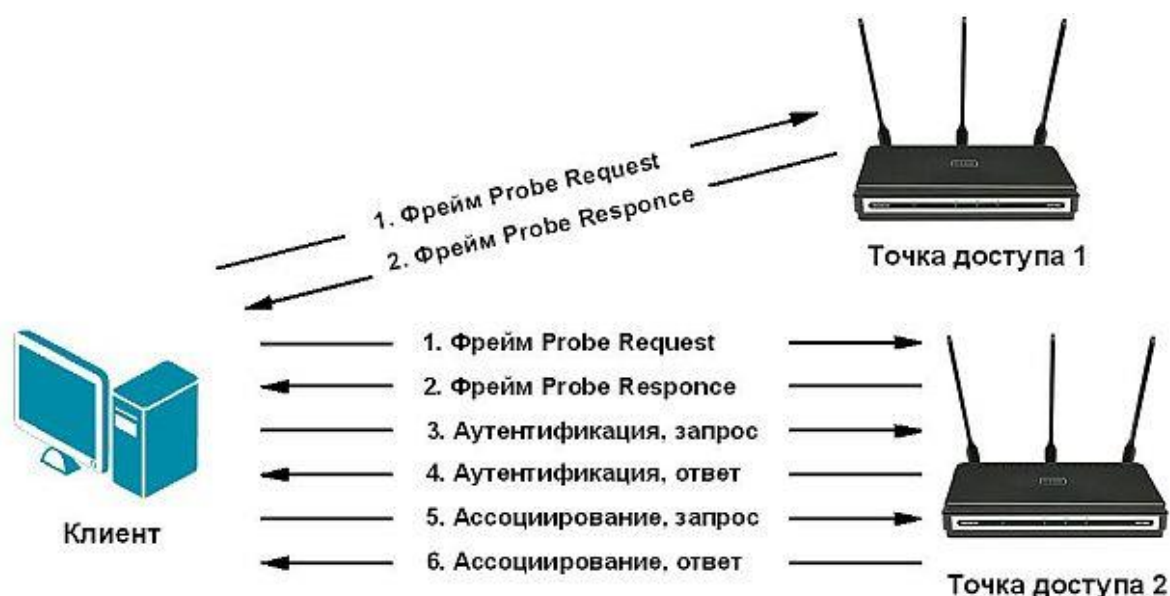 1. Фрейм Probe Request
2. Фрейм Probe Responce
Точка доступа 1
1. Фрейм Probe Request
2. Фрейм Probe Responce
3. Аутентификация, запрос
4. Аутентификация, ответ
5. Ассоциирование, запрос
6. Ассоциирование, ответ
Клиент
Точка доступа 2